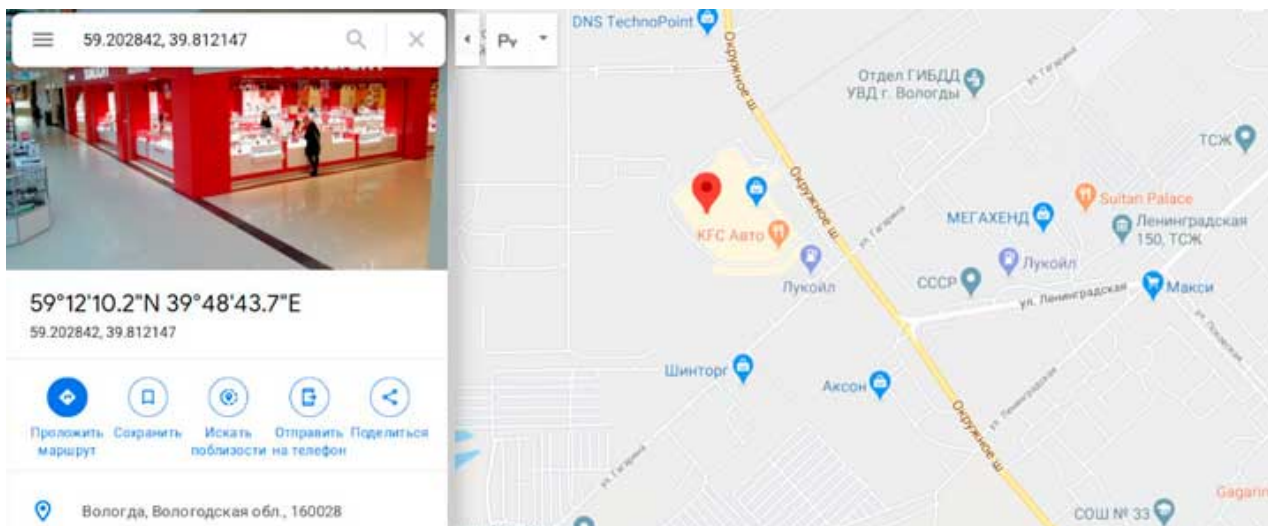 59.202842, 39.812147
59°12'10.2"N 39°48'43.7"E
59.202842, 39.812147
Проложить маршрут
Сохранить
Искать поблизости
Отправить на телефон
Поделиться
Вологда, Вологодская обл., 160028
DNS TechnoPoint
Окружное ш.
Отдел ГИБДД
УВД г. Вологды
ул. Гагарина
ТСЖ
Окружное ш.
Sultan Palace
МЕГАХЕНД
Ленинградская
150, ТСЖ
KFC Авто
ул. Гагарина
Лукойл
Лукойл
СССР
ул. Ленинградская
Макси
Шинторг
Аксон
ул. Ленинградская
Окружное ш.
ул. Гагарина
Gagarin
СОШ № 33